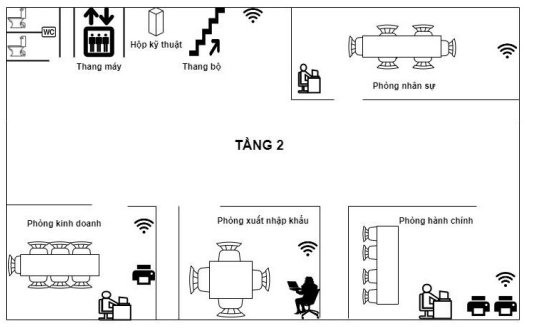 WC
Hộp kỹ thuật
Thang máy
Thang bộ
Phòng nhân sự
TẦNG 2
Phòng kinh doanh
Phòng xuất nhập khẩu
Phòng hành chính